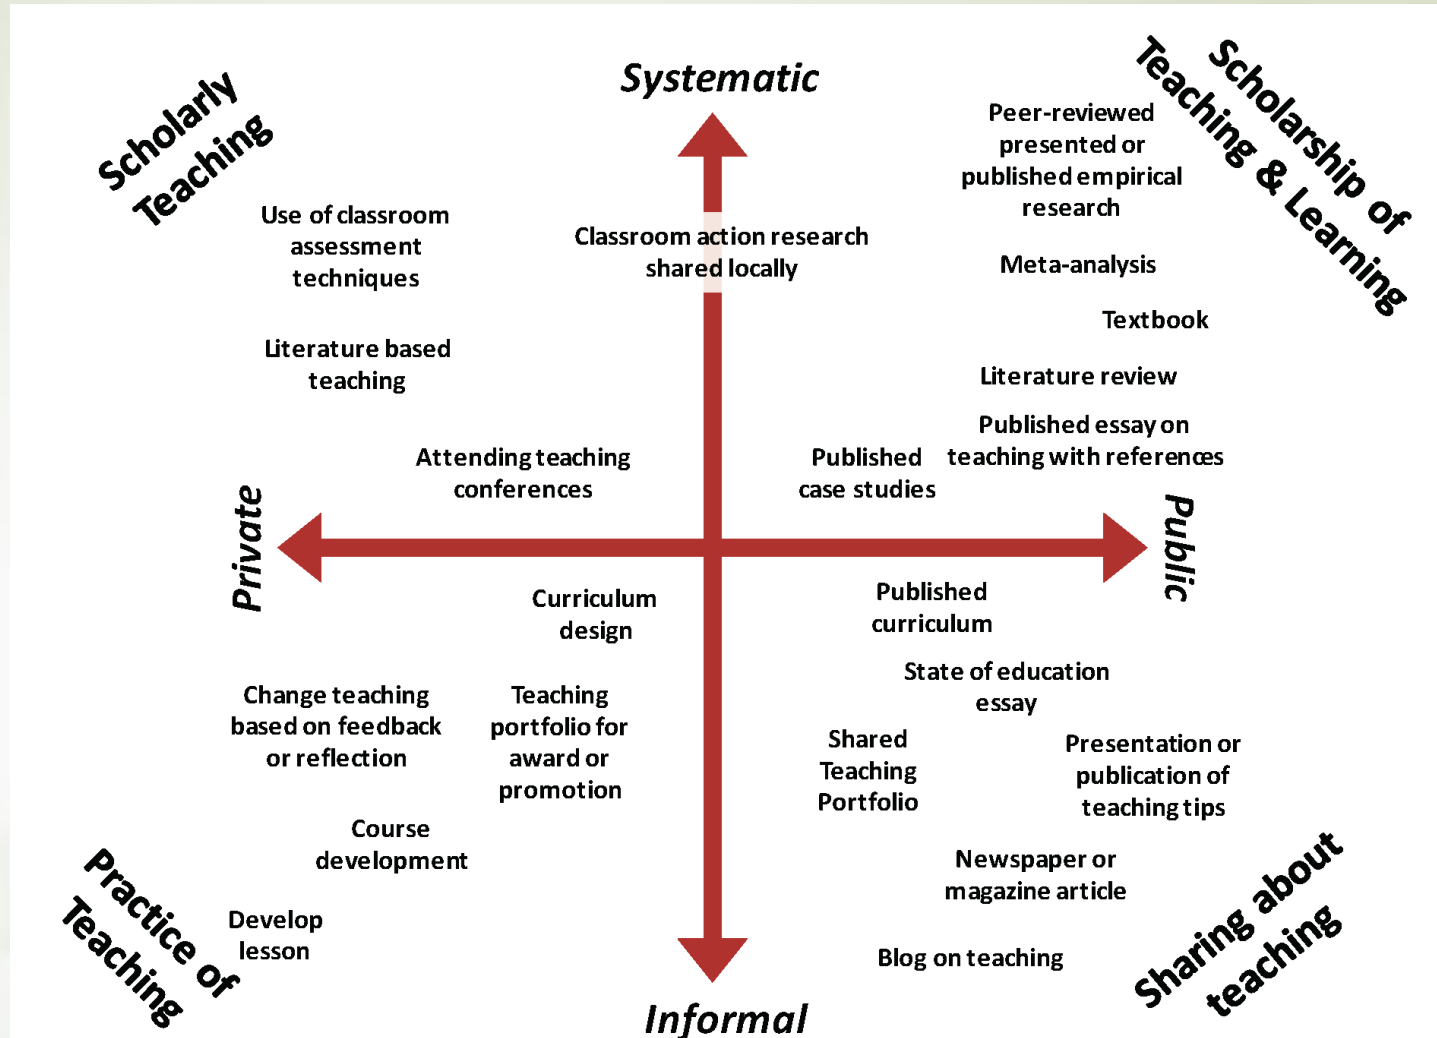 Systematic
Scholarly
Teaching
Scholarship of
Teaching & Learning
Use of classroom
assessment
techniques
Literature based
teaching
Attending teaching
conferences
Classroom action research
shared locally
Peer-reviewed
presented or
published empirical
research
Meta-analysis
Textbook
Literature review
Published essay on
teaching with references
Published
case studies
Private
Public
Curriculum
design
Change teaching
based on feedback
or reflection
Teaching
portfolio for
award or
promotion
Course
development
Develop
lesson
Practice of
Teaching
Published
curriculum
State of education
essay
Shared
Teaching
Portfolio
Presentation or
publication of
teaching tips
Newspaper or
magazine article
Blog on teaching
Sharing about
teaching
Informal